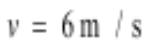 v = 6 m / s